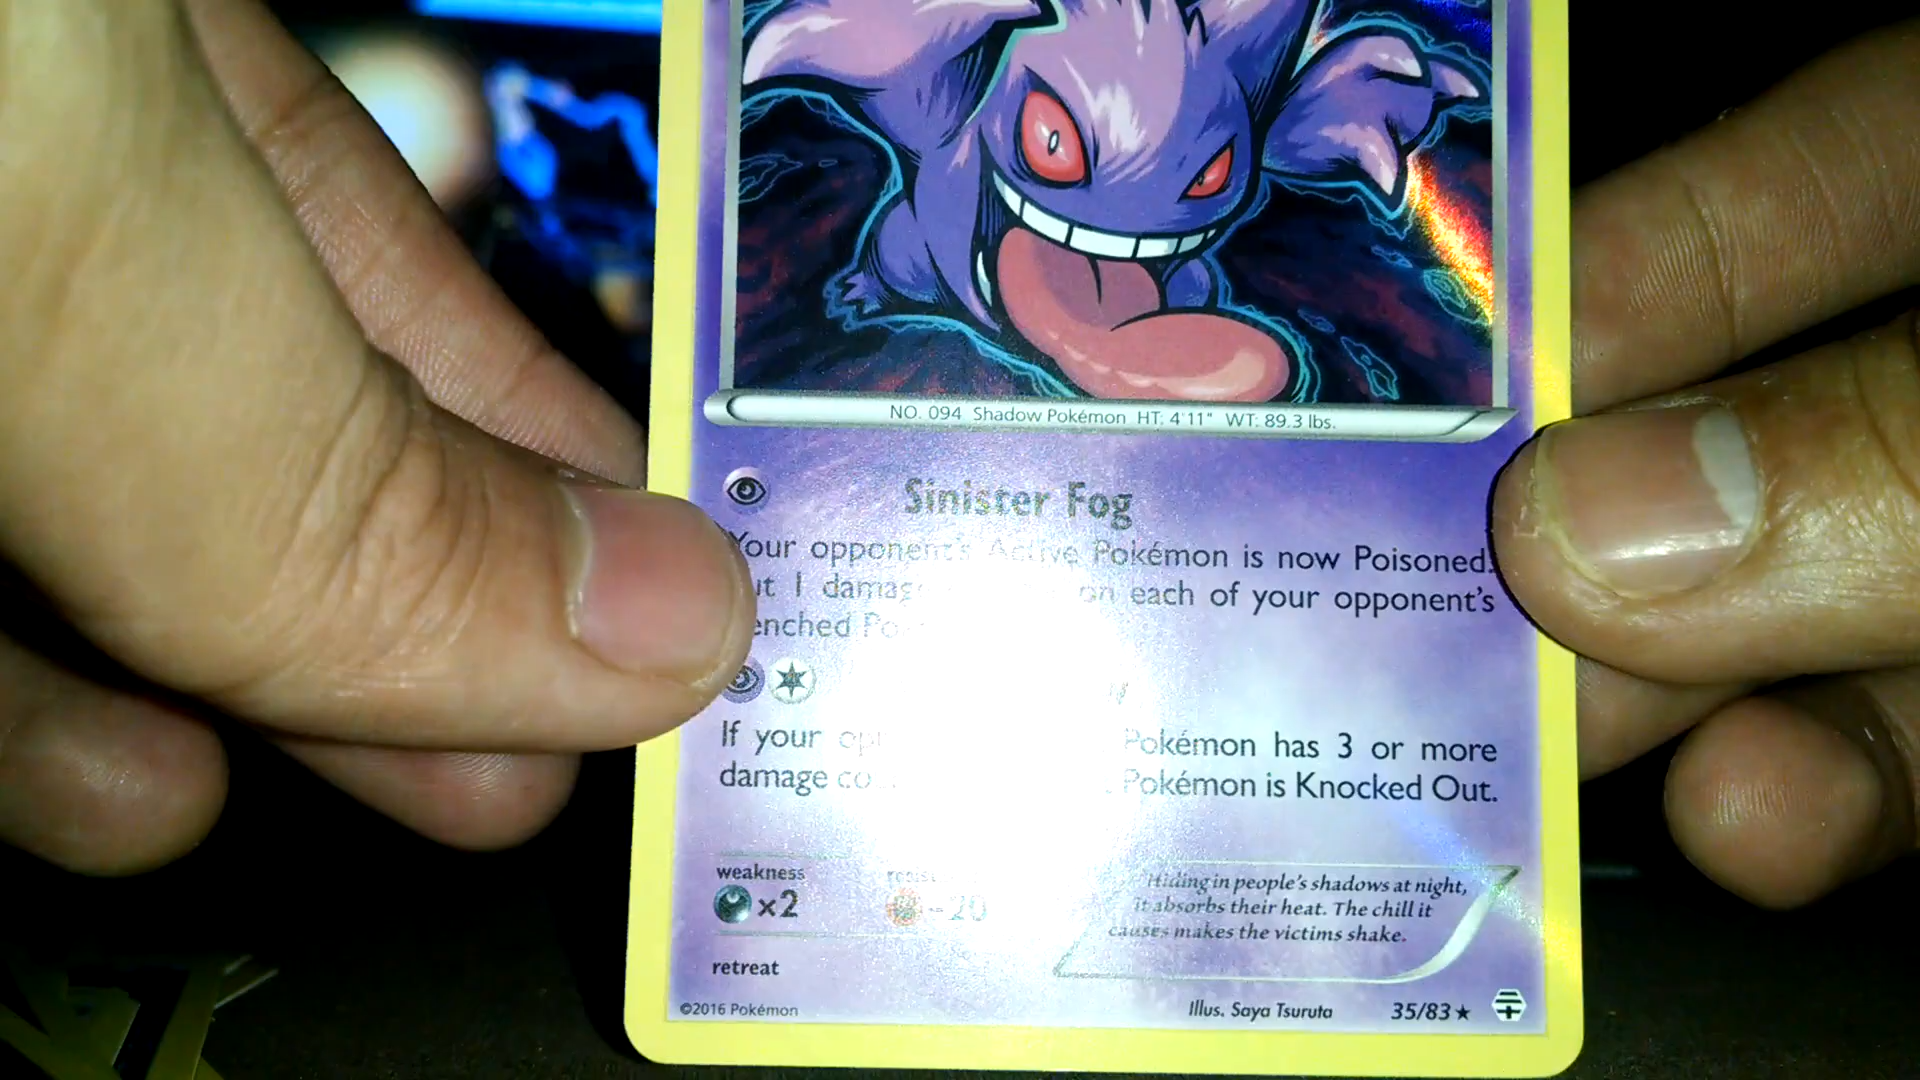 NO. 094 Shadow Pokémon HT: 4'11" WT: 89.3 lbs.
Sinister Fog
Your opponent's Active Pokémon is now Poisoned.
1 damage on each of your opponent's
If your Pokémon has 3 or more
damage Pokémon is Knocked Out.
weakness
×2
-20
Hiding in people's shadows at night,
it absorbs their heat. The chill it
causes makes the victims shake.
retreat
©2016 Pokémon
Illus. Saya Tsuruta
35/83